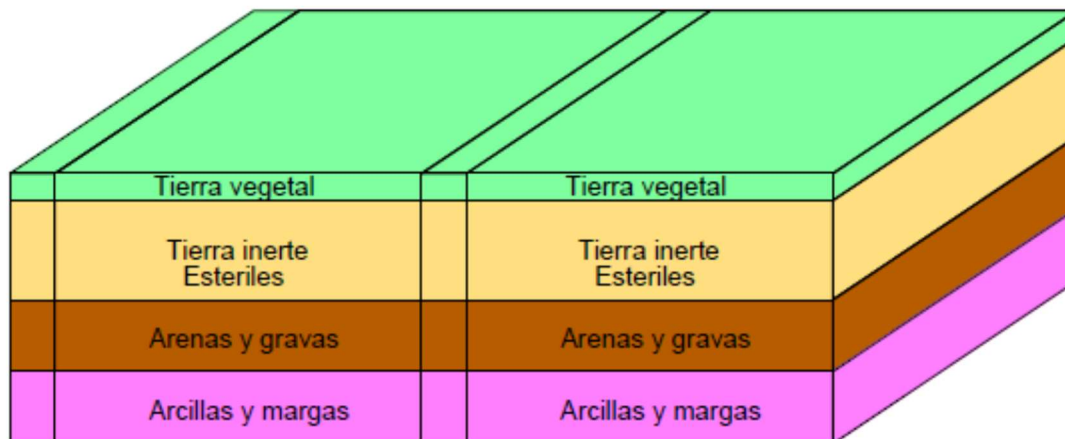 Tierra vegetal
Tierra vegetal
Tierra inerte
Esteriles
Tierra inerte
Esteriles
Arenas y gravas
Arenas y gravas
Arcillas y margas
Arcillas y margas